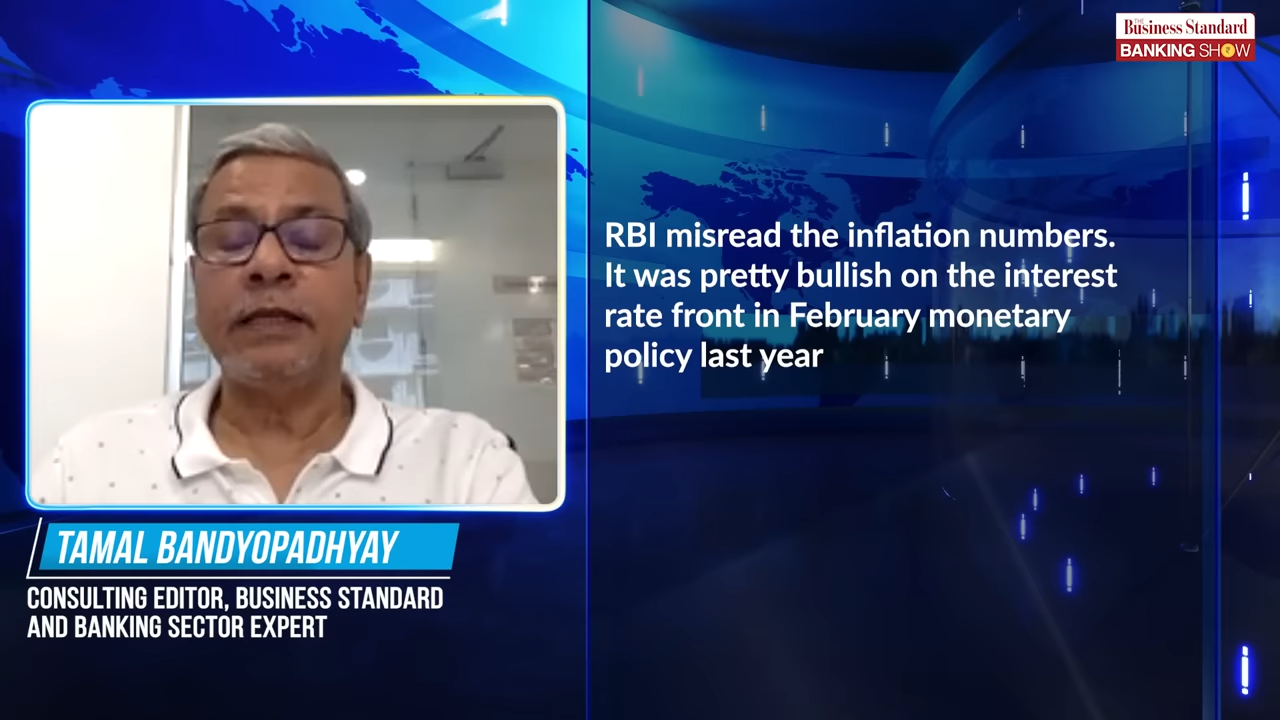 THE
Business Standard
BANKING SHOW
RBI misread the inflation numbers.
It was pretty bullish on the interest
rate front in February monetary
policy last year
TAMAL BANDYOPADHYAY
CONSULTING EDITOR, BUSINESS STANDARD
AND BANKING SECTOR EXPERT